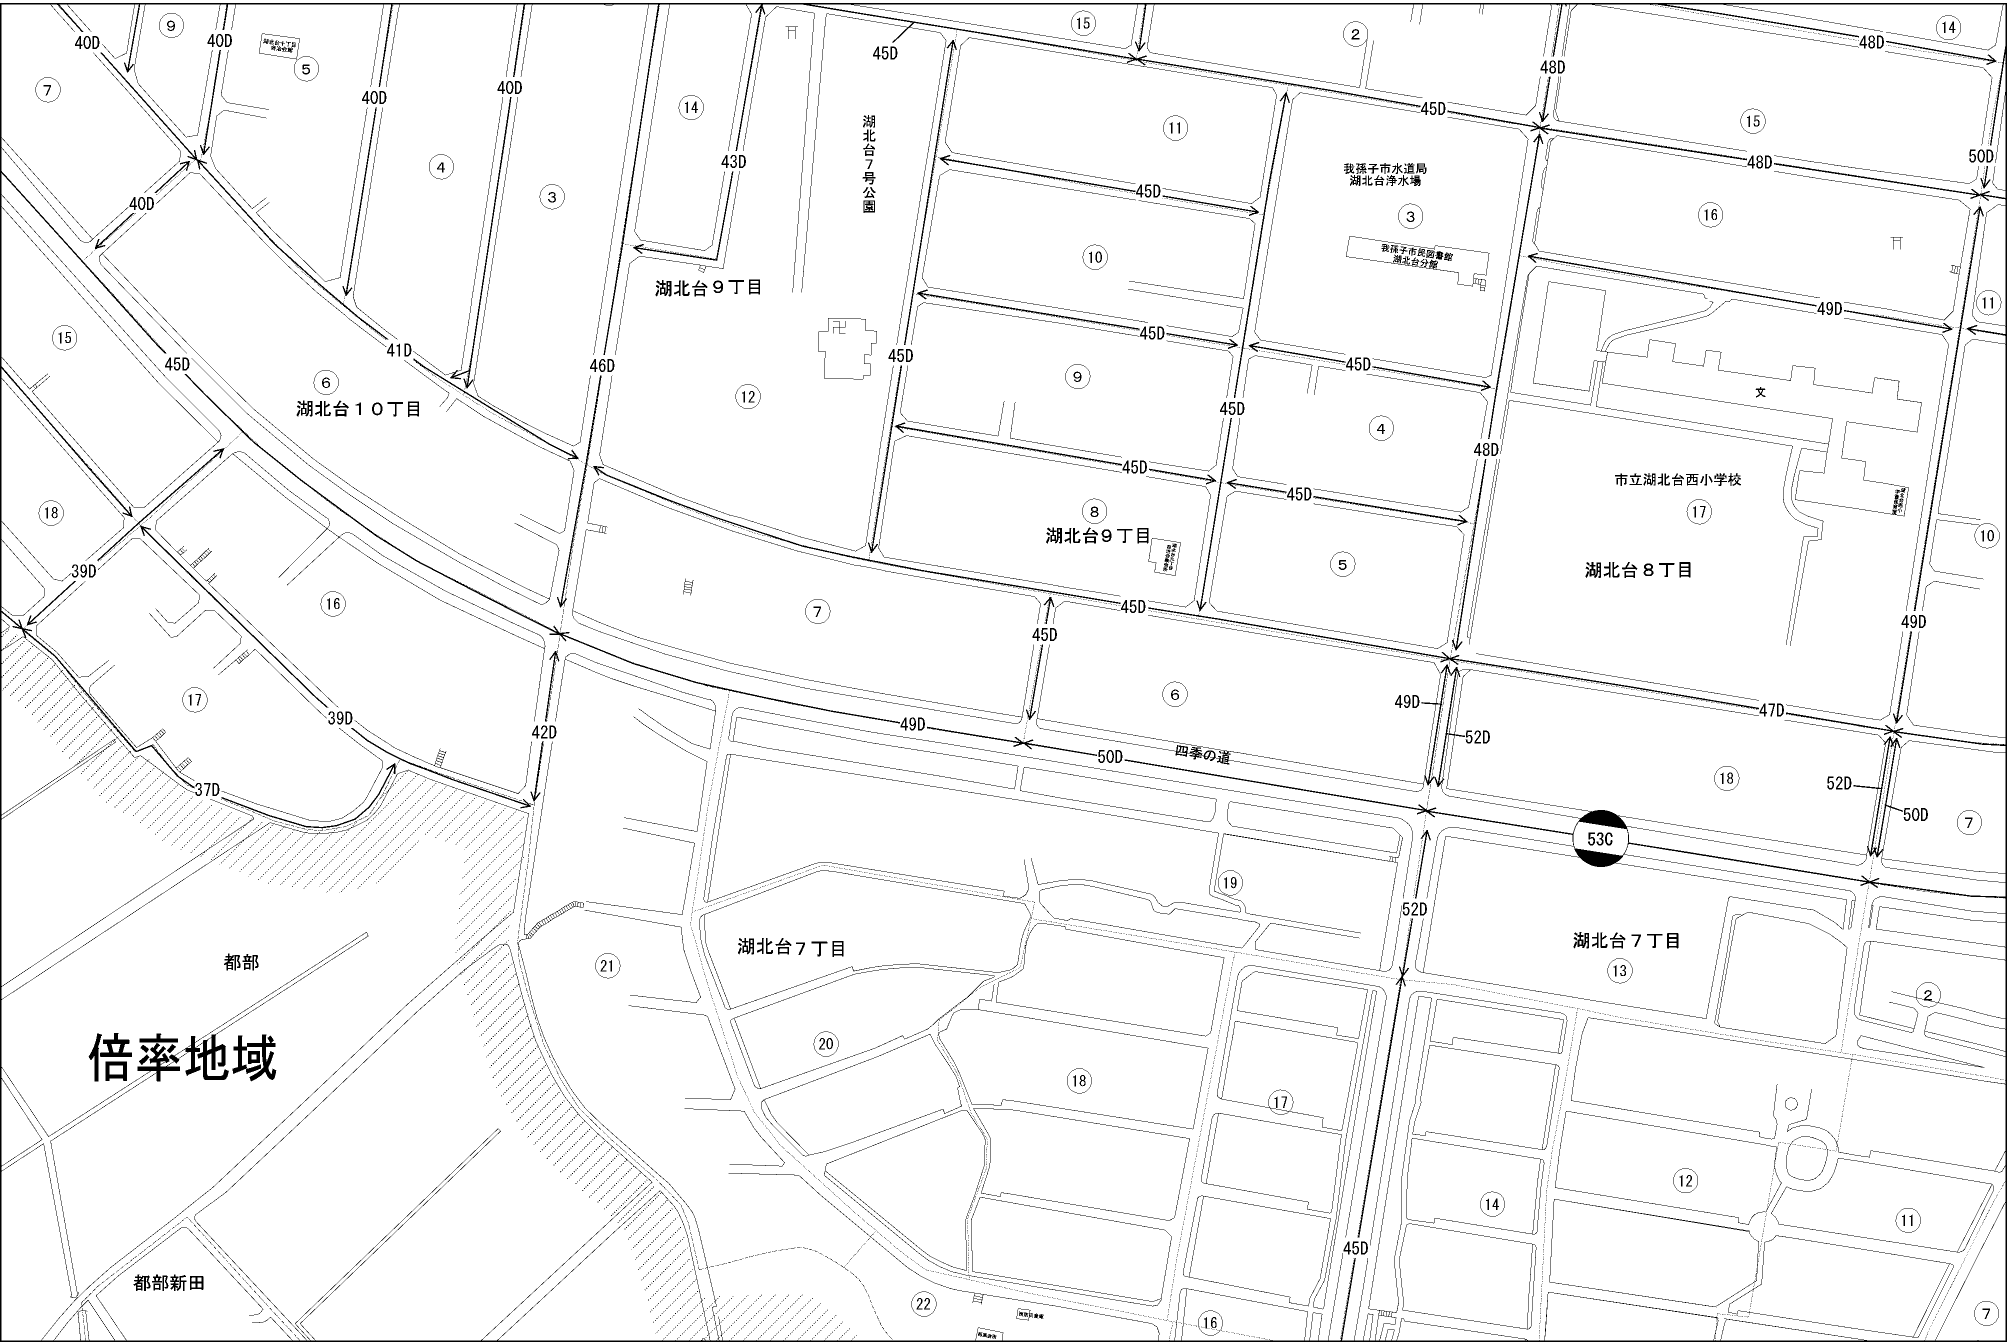 ⑨
40D
40D
湖北台十丁目
⑤
⑦
40D
40D
④
③
⑭
43D
45D
湖北台7号公園
⑮
②
⑪
45D
48D
48D
⑭
⑮
48D
50D
我孫子市水道局
湖北台浄水場
③
我孫子市民図書館
湖北台分館
⑯
40D
45D
⑩
湖北台9丁目
⑮
45D
41D
46D
⑥
湖北台10丁目
⑫
45D
45D
⑨
45D
45D
④
49D
⑪
文
48D
市立湖北台西小学校
⑰
湖北台8丁目
⑱
39D
⑯
45D
⑧
湖北台9丁目
45D
⑤
⑩
⑦
45D
45D
49D
⑰
39D
42D
37D
49D
50D
四季の道
⑥
49D
52D
47D
⑱
52D
50D
⑦
53C
⑲
52D
湖北台7丁目
湖北台7丁目
⑬
都部
㉑
②
倍率地域
⑳
⑱
⑰
⑫
⑭
⑪
45D
都部新田
㉒
⑯
⑦